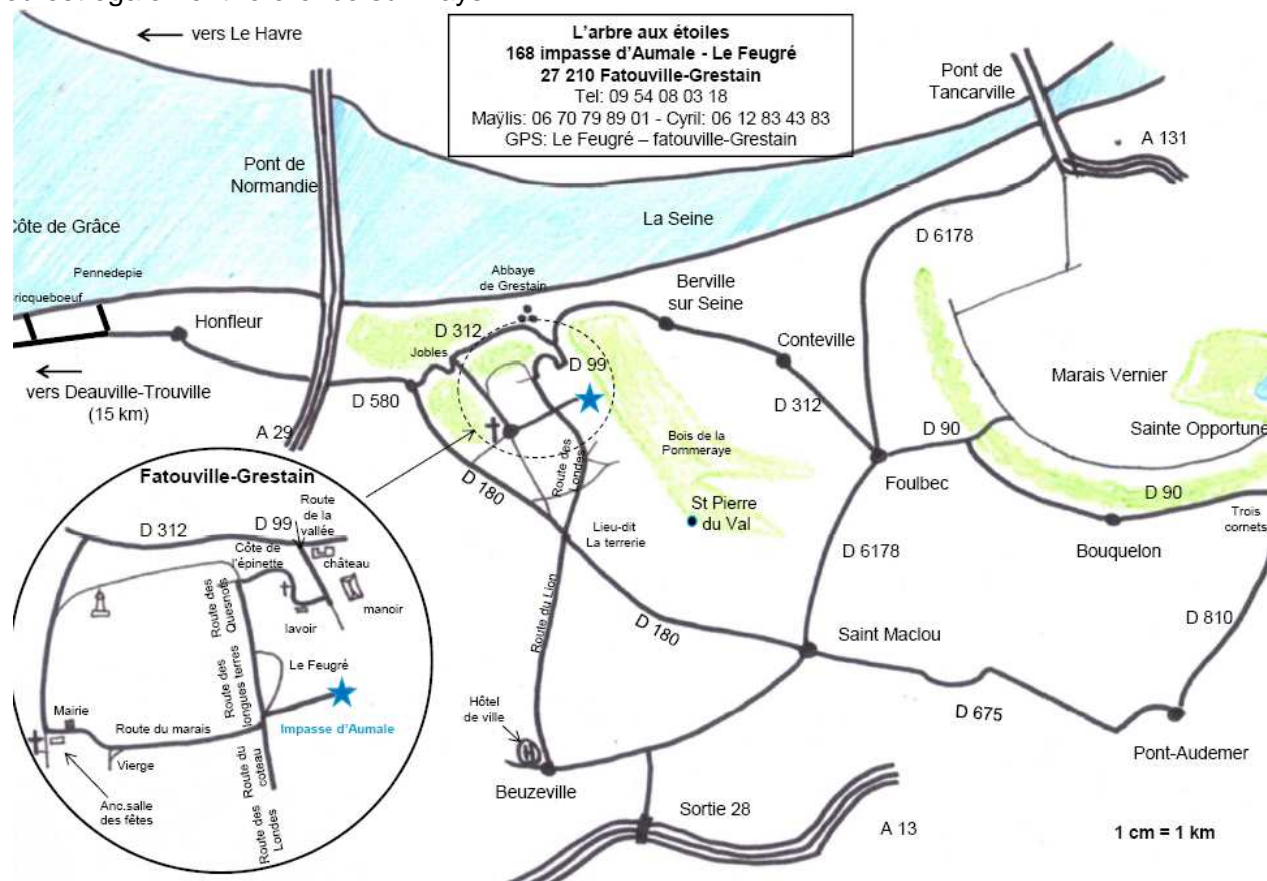 vers Le Havre
L'arbre aux étoiles
168 impasse d'Aumale - Le Feugré
27 210 Fatouville-Grestain
Tel: 09 54 08 03 18
Maÿlis: 06 70 79 89 01 - Cyril: 06 12 83 43 83
GPS: Le Feugré – fatouville-Grestain
Pont de
Tancarville
A 131
Pont de
Normandie
La Seine
Côte de Grâce
D 6178
Pennedepie
Abbaye
de Grestain
Berville
sur Seine
Honfleur
D 312
Jobles
D 99
Conteville
Marais Vernier
vers Deauville-Trouville
(15 km)
D 580
D 312
D 90
Sainte Opportune
A 29
Bois de la
Pommeraye
Route des
Londes
Foulbec
D 90
Fatouville-Grestain
D 180
St Pierre
du Val
Trois
cornets
Route
de la
vallée
D 312
D 99
Lieu-dit
La terrerie
Bouquelon
Côte de
l'épinette
château
D 6178
manoir
Route des
Quesnots
lavoir
Route du Lion
D 180
Saint Maclou
D 810
Le Feugré
Route des
longues terres
Mairie
Route du marais
Impasse d'Aumale
Hôtel
de ville
H
D 675
Vierge
Route du
coteau
Pont-Audemer
Anc.salle
des fêtes
Beuzeville
Sortie 28
Route des
Londes
A 13
1 cm = 1 km